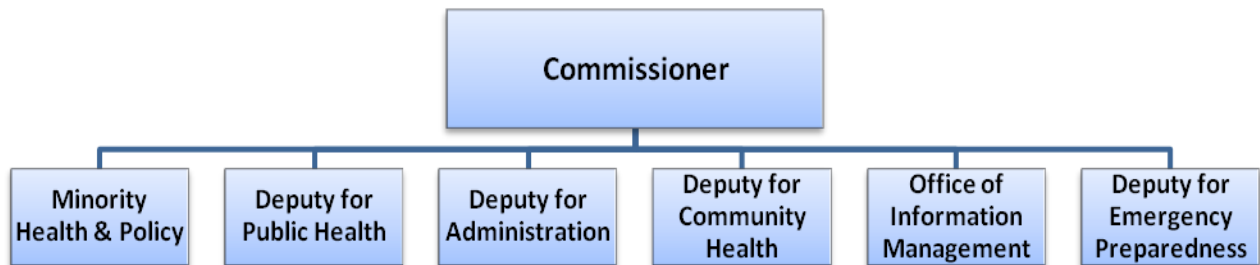 Commissioner
Minority
Health & Policy
Deputy for
Public Health
Deputy for
Administration
Deputy for
Community
Health
Office of
Information
Management
Deputy for
Emergency
Preparedness